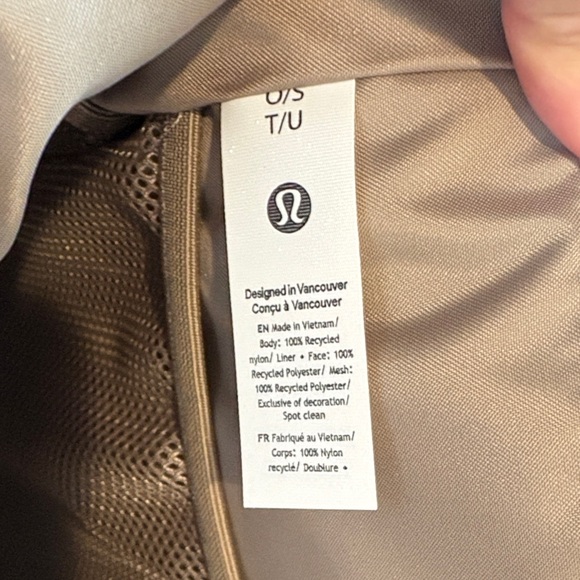 O/S
T/U
Designed in Vancouver
Conçu à Vancouver
EN Made in Vietnam/
Body: 100% Recycled
nylon/ Liner • Face: 100%
Recycled Polyester/ Mesh:
100% Recycled Polyester/
Exclusive of decoration/
Spot clean
FR Fabriqué au Vietnam/
Corps: 100% Nylon
recyclé/ Doublure •